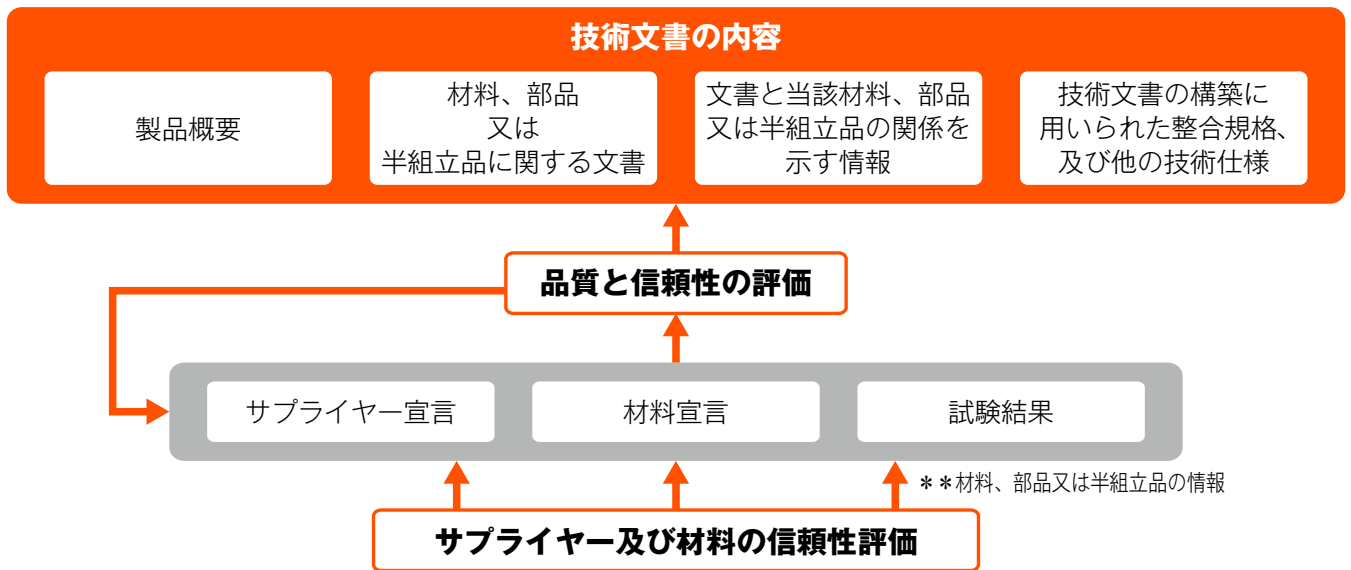 技術文書の内容
製品概要
材料、部品
又は
半組立品に関する文書
文書と当該材料、部品
又は半組立品の関係を
示す情報
技術文書の構築に
用いられた整合規格、
及び他の技術仕様
品質と信頼性の評価
サプライヤー宣言
材料宣言
試験結果
＊＊材料、部品又は半組立品の情報
サプライヤー及び材料の信頼性評価